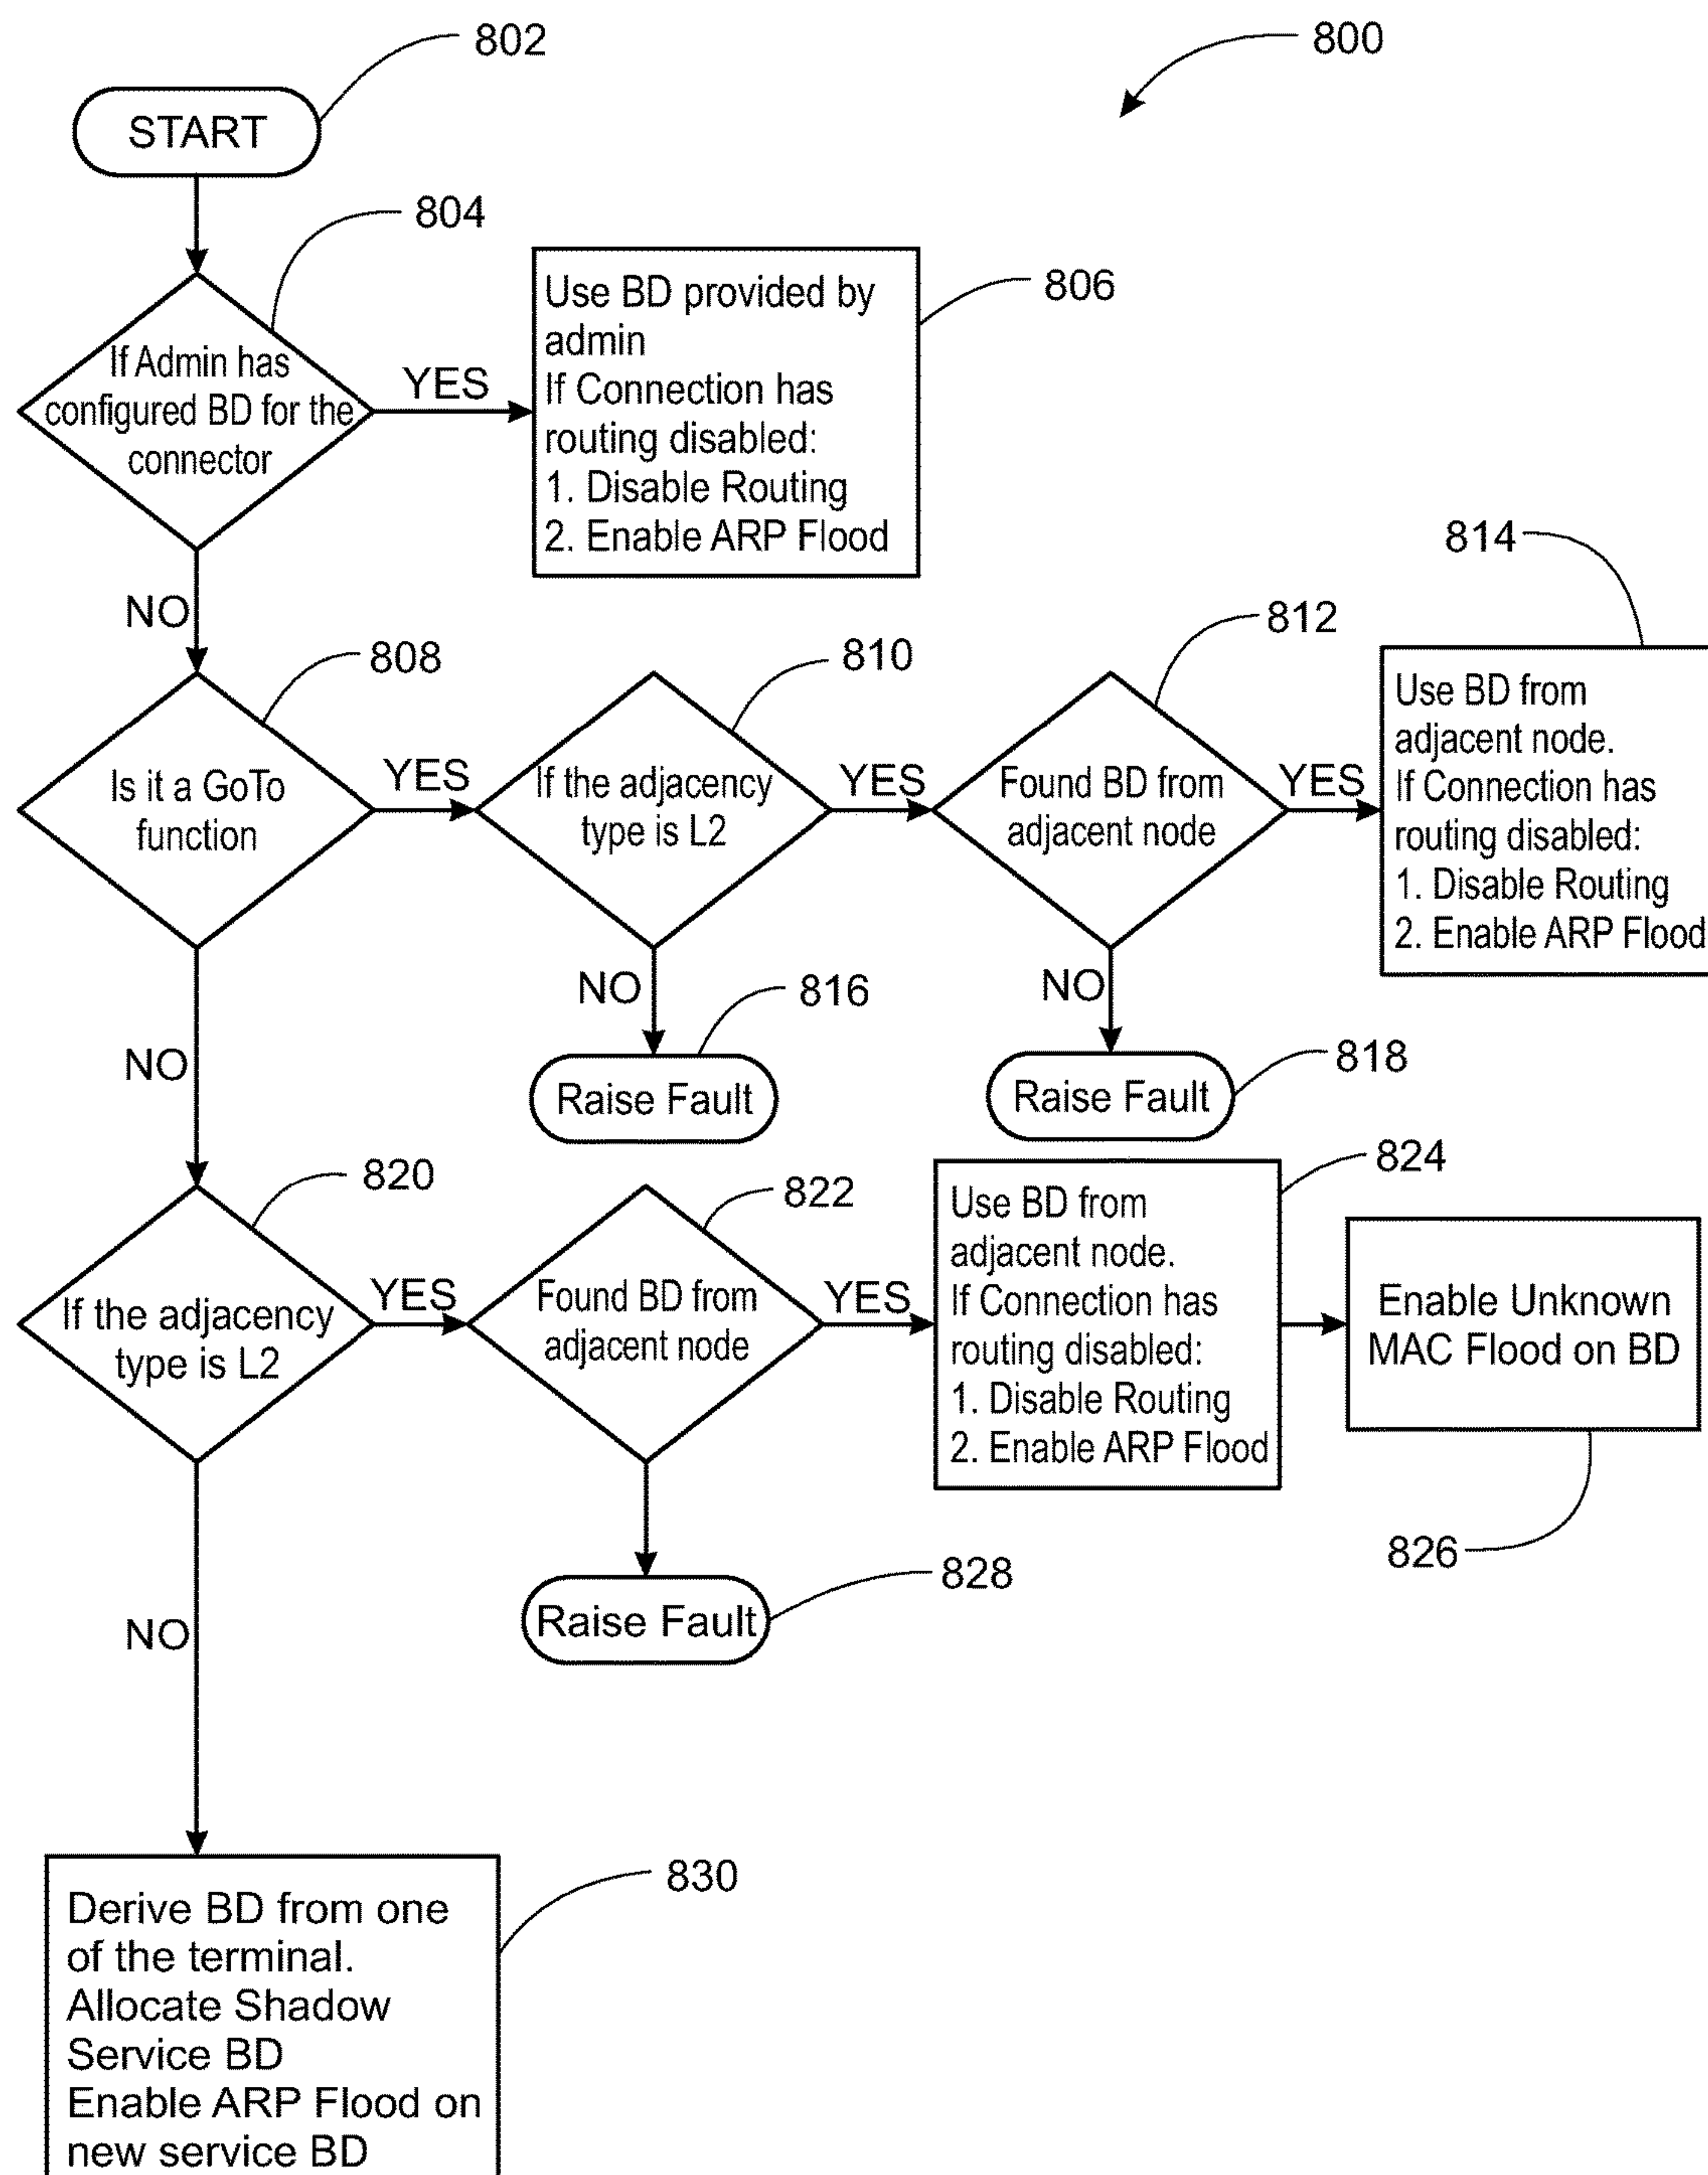 802
800
START
804
If Admin has
configured BD for the
connector
YES
Use BD provided by
admin
If Connection has
routing disabled:
1. Disable Routing
2. Enable ARP Flood
806
NO
808
Is it a GoTo
function
YES
810
If the adjacency
type is L2
YES
812
Found BD from
adjacent node
YES
814
Use BD from
adjacent node.
If Connection has
routing disabled:
1. Disable Routing
2. Enable ARP Flood
NO
816
Raise Fault
NO
818
Raise Fault
NO
820
If the adjacency
type is L2
YES
822
Found BD from
adjacent node
YES
824
Use BD from
adjacent node.
If Connection has
routing disabled:
1. Disable Routing
2. Enable ARP Flood
Enable Unknown
MAC Flood on BD
826
828
Raise Fault
NO
830
Derive BD from one
of the terminal.
Allocate Shadow
Service BD
Enable ARP Flood on
new service BD